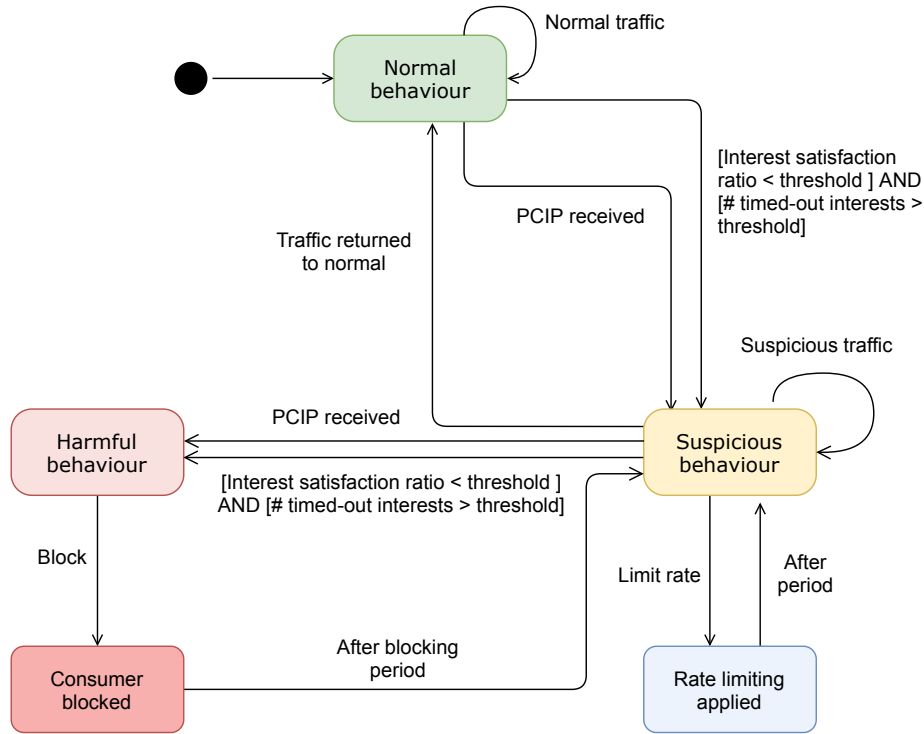 Normal traffic
Normal
behaviour
[Interest satisfaction
ratio < threshold ] AND
[# timed-out interests >
threshold]
PCIP received
Traffic returned
to normal
Suspicious traffic
PCIP received
Harmful
behaviour
Suspicious
behaviour
[Interest satisfaction ratio < threshold ]
AND [# timed-out interests > threshold]
Block
Limit rate
After
period
After blocking
period
Consumer
blocked
Rate limiting
applied